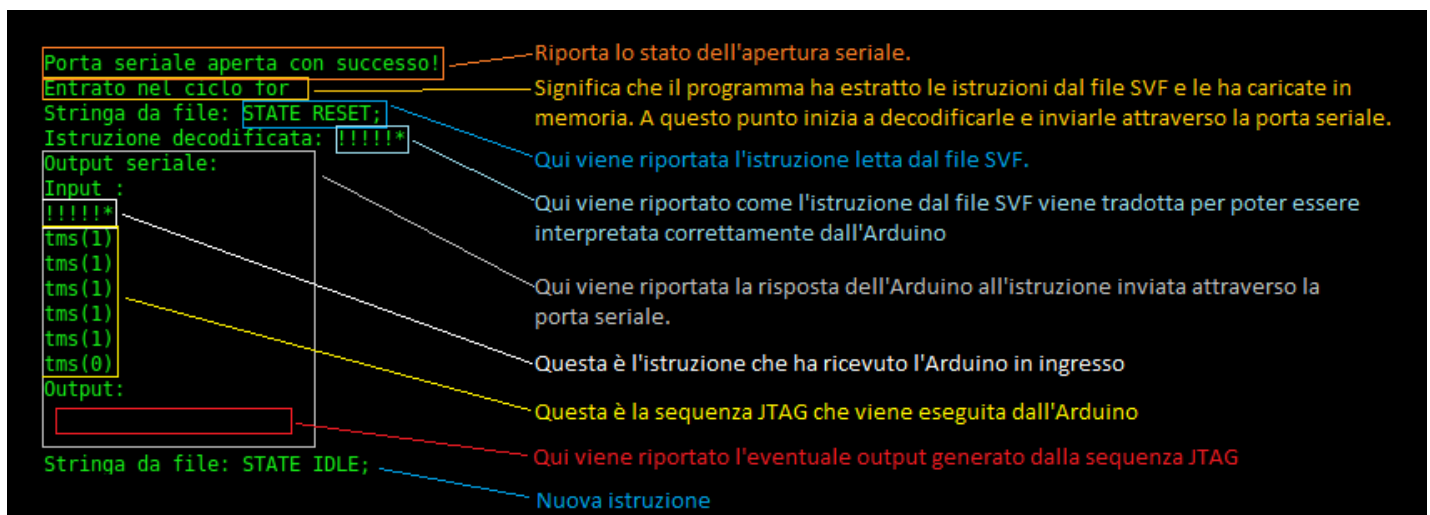 Porta seriale aperta con successo!
Entrato nel ciclo for
Stringa da file: STATE RESET;
Istruzione decodificata: !!!!!*
Output seriale:
Input :
!!!!!*
tms(1)
tms(1)
tms(1)
tms(1)
tms(1)
tms(0)
Output:
Stringa da file: STATE IDLE;
Riporta lo stato dell'apertura seriale.
Significa che il programma ha estratto le istruzioni dal file SVF e le ha caricate in
memoria. A questo punto inizia a decodificarle e inviarle attraverso la porta seriale.
Qui viene riportata l'istruzione letta dal file SVF.
Qui viene riportato come l'istruzione dal file SVF viene tradotta per poter essere
interpretata correttamente dall'Arduino
Qui viene riportata la risposta dell'Arduino all'istruzione inviata attraverso la
porta seriale.
Questa è l'istruzione che ha ricevuto l'Arduino in ingresso
Questa è la sequenza JTAG che viene eseguita dall'Arduino
Qui viene riportato l'eventuale output generato dalla sequenza JTAG
Nuova istruzione